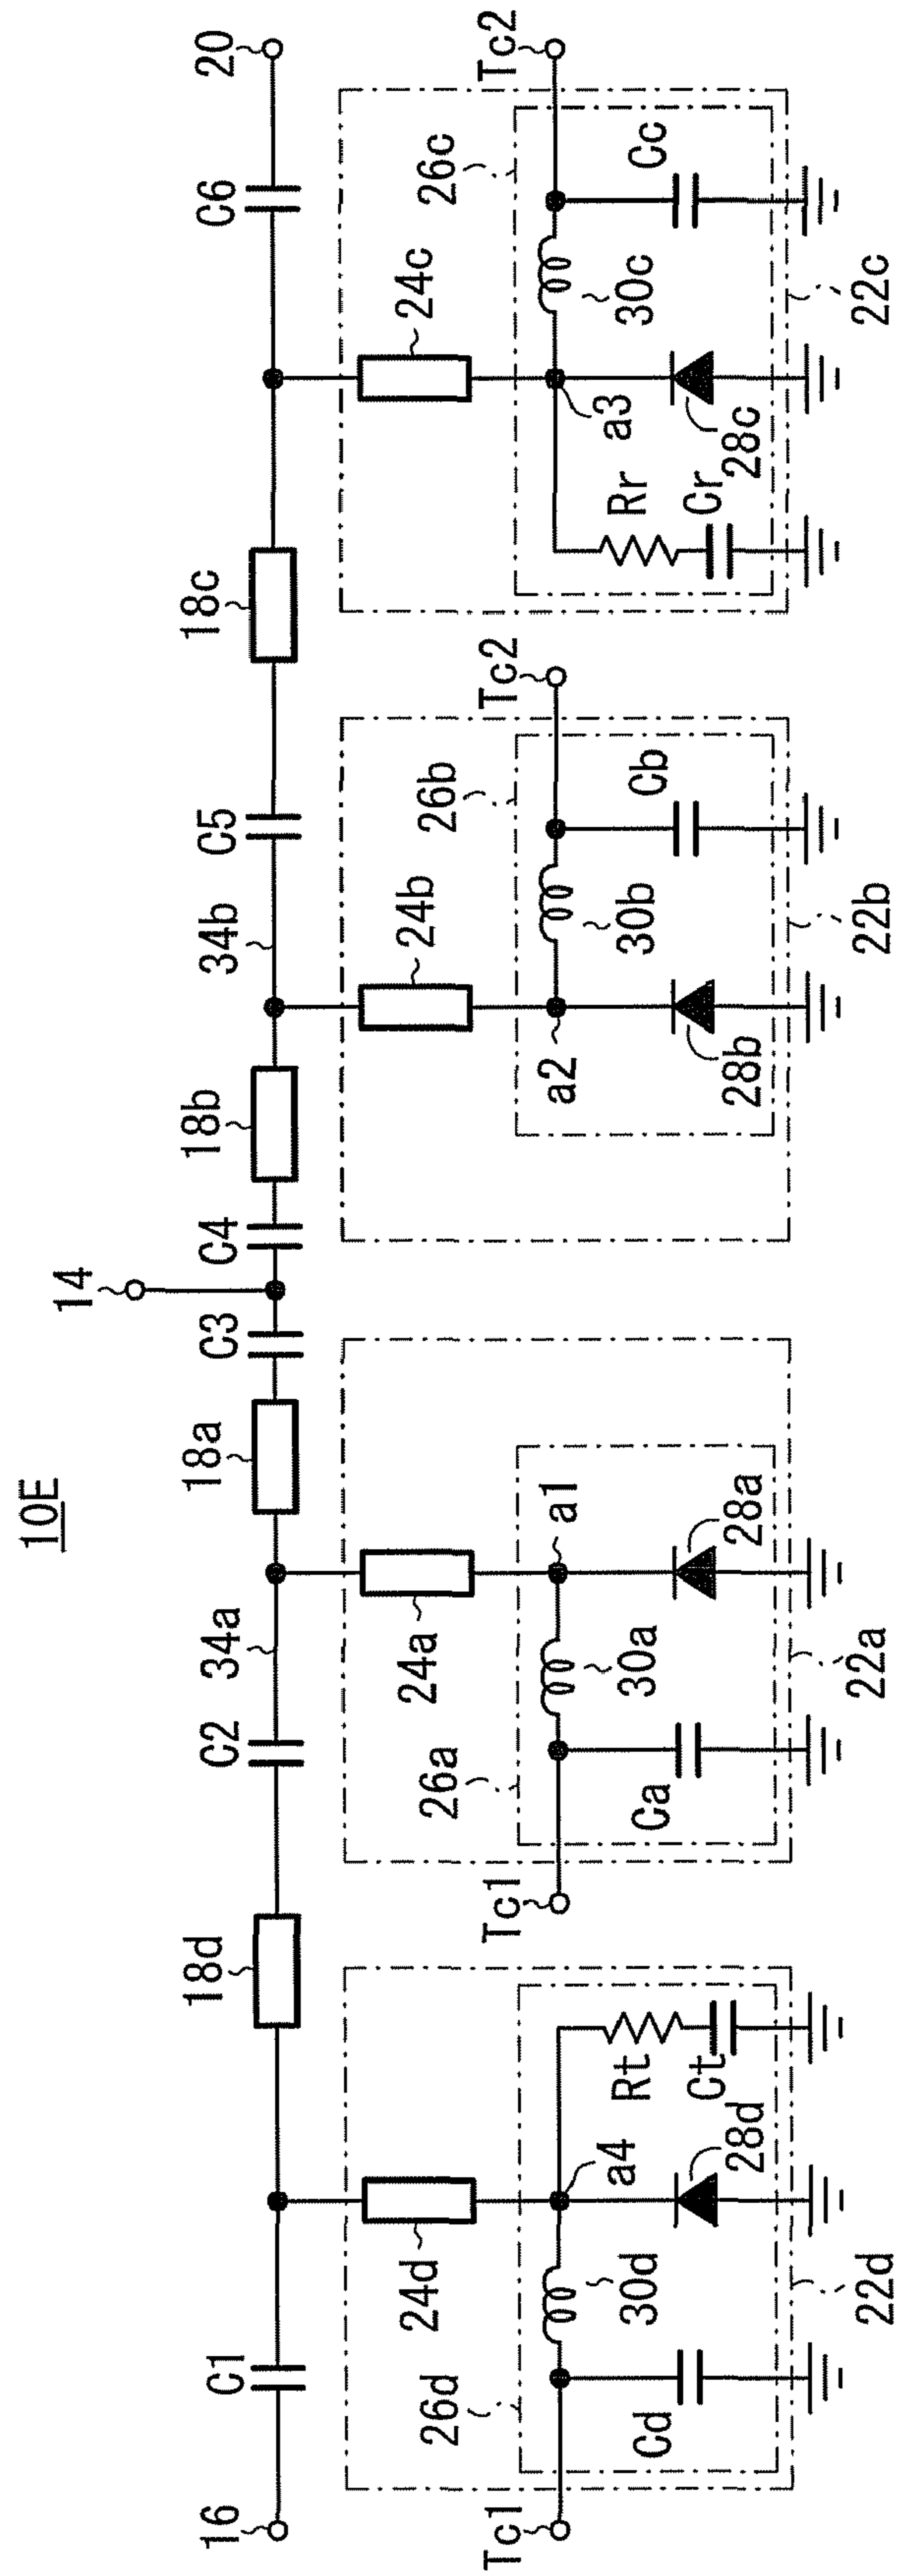 10E
14
16
C1
18d
C2
34a
18a
C3
C4
18b
34b
C5
18c
C6
20
24d
24a
24b
24c
26d
Tc1
Cd
30d
a4
28d
Rt
Ct
22d
26a
Tc1
Ca
30a
a1
28a
22a
26b
Tc2
a2
28b
30b
Cb
22b
26c
Tc2
Rr
Cr
a3
28c
30c
Cc
22c